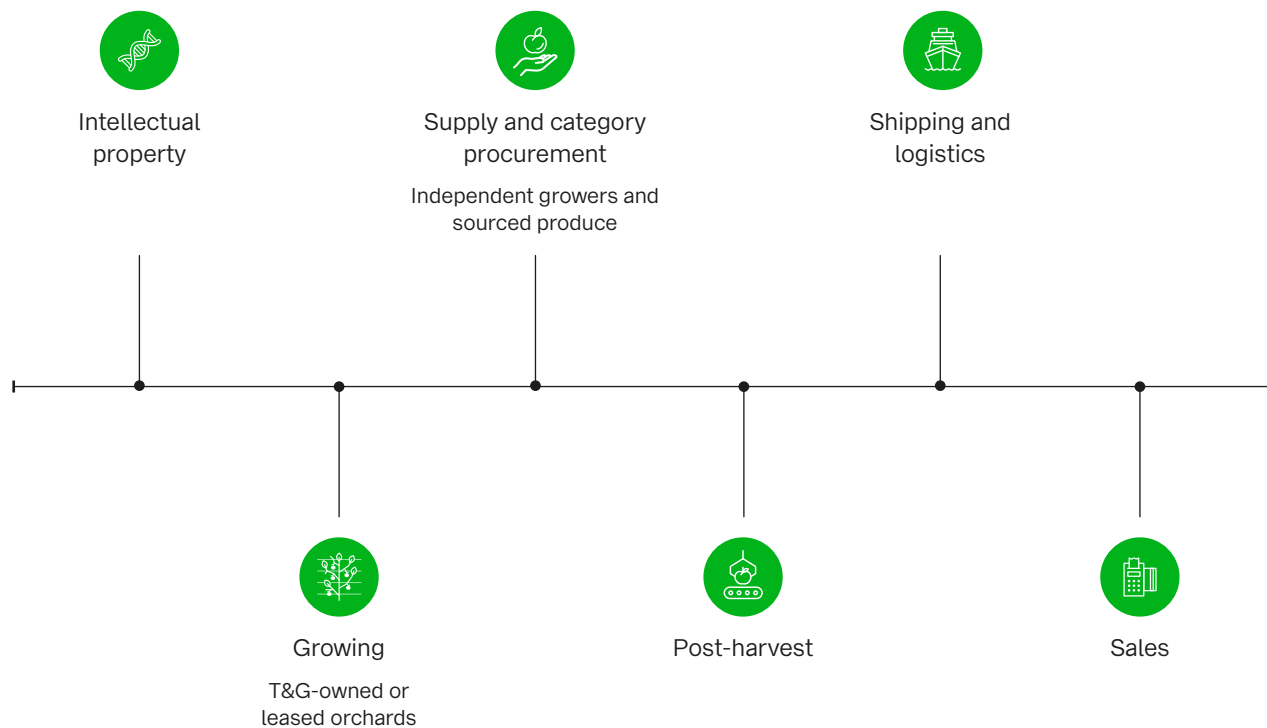 Intellectual
property
Supply and category
procurement
Independent growers and
sourced produce
Shipping and
logistics
Growing
T&G-owned or
leased orchards
Post-harvest
Sales